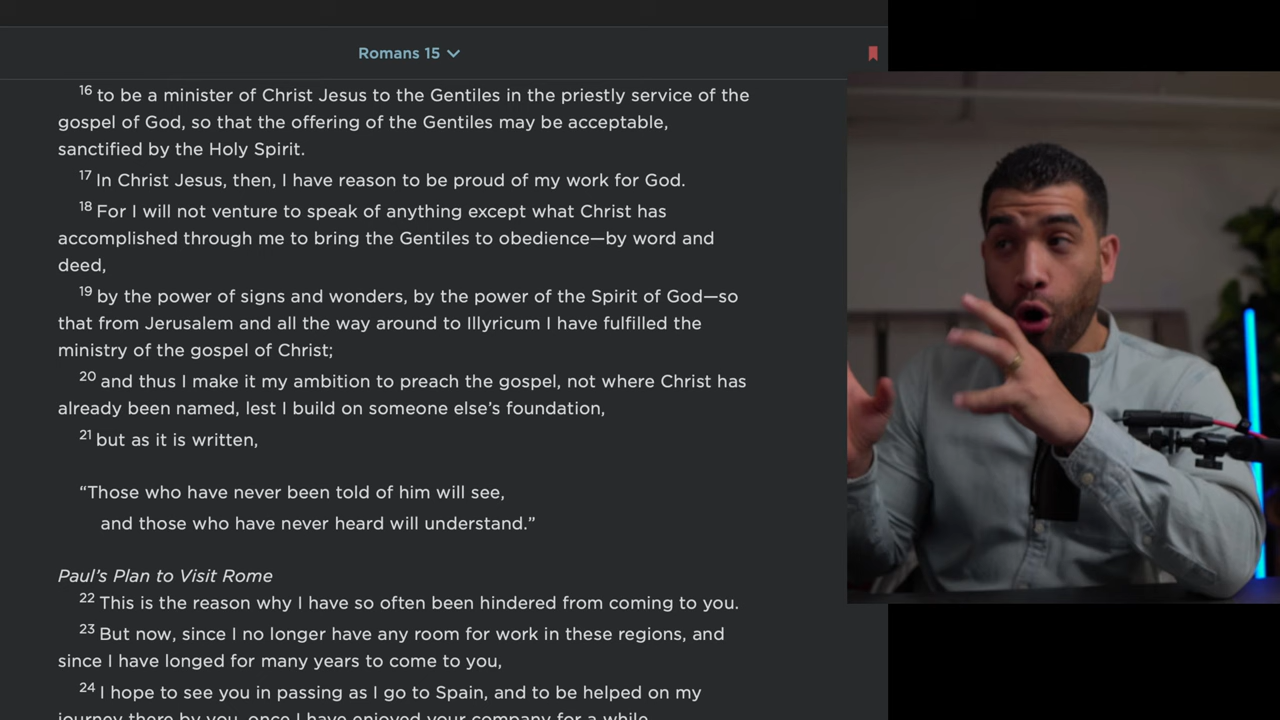 Romans 15
16 to be a minister of Christ Jesus to the Gentiles in the priestly service of the
gospel of God, so that the offering of the Gentiles may be acceptable,
sanctified by the Holy Spirit.
17 In Christ Jesus, then, I have reason to be proud of my work for God.
18 For I will not venture to speak of anything except what Christ has
accomplished through me to bring the Gentiles to obedience—by word and
deed,
19 by the power of signs and wonders, by the power of the Spirit of God—so
that from Jerusalem and all the way around to Illyricum I have fulfilled the
ministry of the gospel of Christ;
20 and thus I make it my ambition to preach the gospel, not where Christ has
already been named, lest I build on someone else’s foundation,
21 but as it is written,
“Those who have never been told of him will see,
and those who have never heard will understand.”
Paul’s Plan to Visit Rome
22 This is the reason why I have so often been hindered from coming to you.
23 But now, since I no longer have any room for work in these regions, and
since I have longed for many years to come to you,
24 I hope to see you in passing as I go to Spain, and to be helped on my
journey there by you, once I have enjoyed your company for a while.